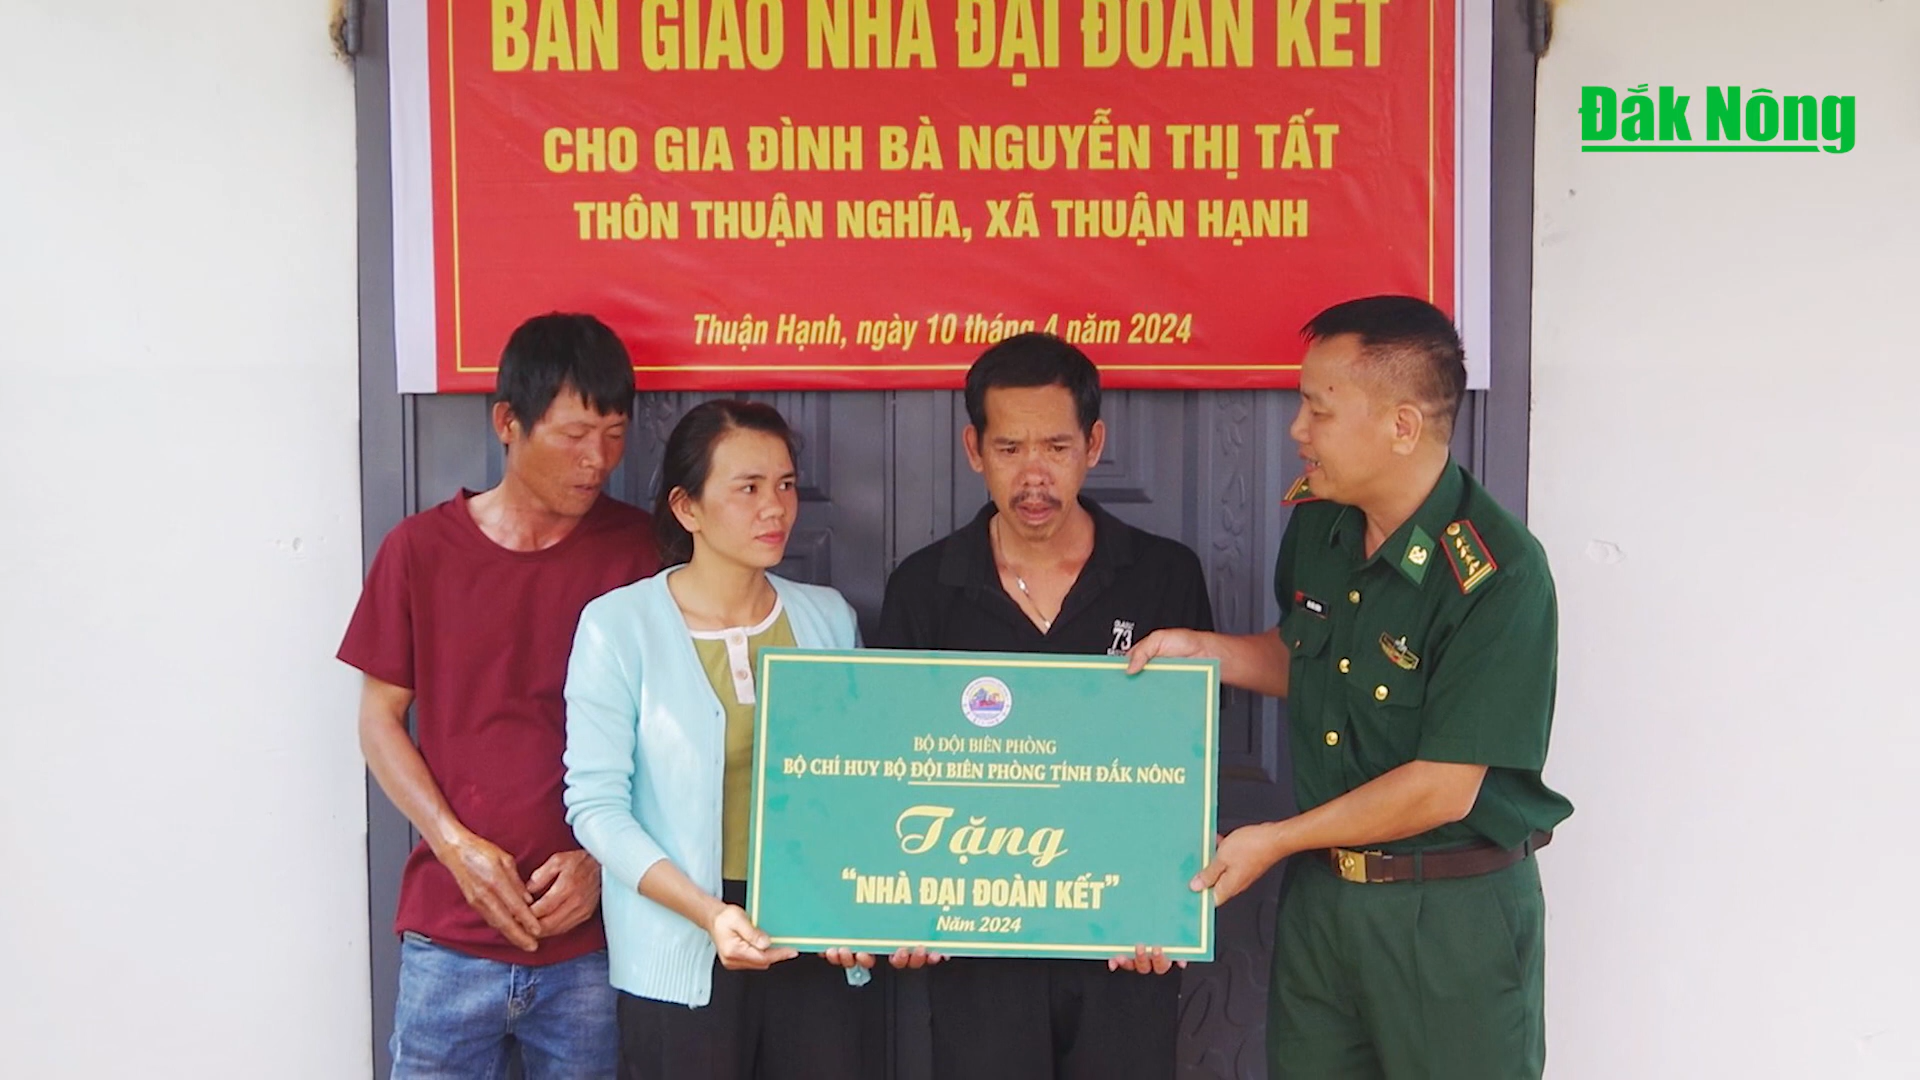 BÀN GIAO NHÀ ĐẠI ĐOÀN KẾT
Đắk Nông
CHO GIA ĐÌNH BÀ NGUYỄN THỊ TẤT
THÔN THUẬN NGHĨA, XÃ THUẬN HẠNH
Thuận Hạnh, ngày 10 tháng 4 năm 2024
73
BỘ ĐỘI BIÊN PHÒNG
BỘ CHỈ HUY BỘ ĐỘI BIÊN PHÒNG TỈNH ĐẮK NÔNG
Tặng
“NHÀ ĐẠI ĐOÀN KẾT”
Năm 2024